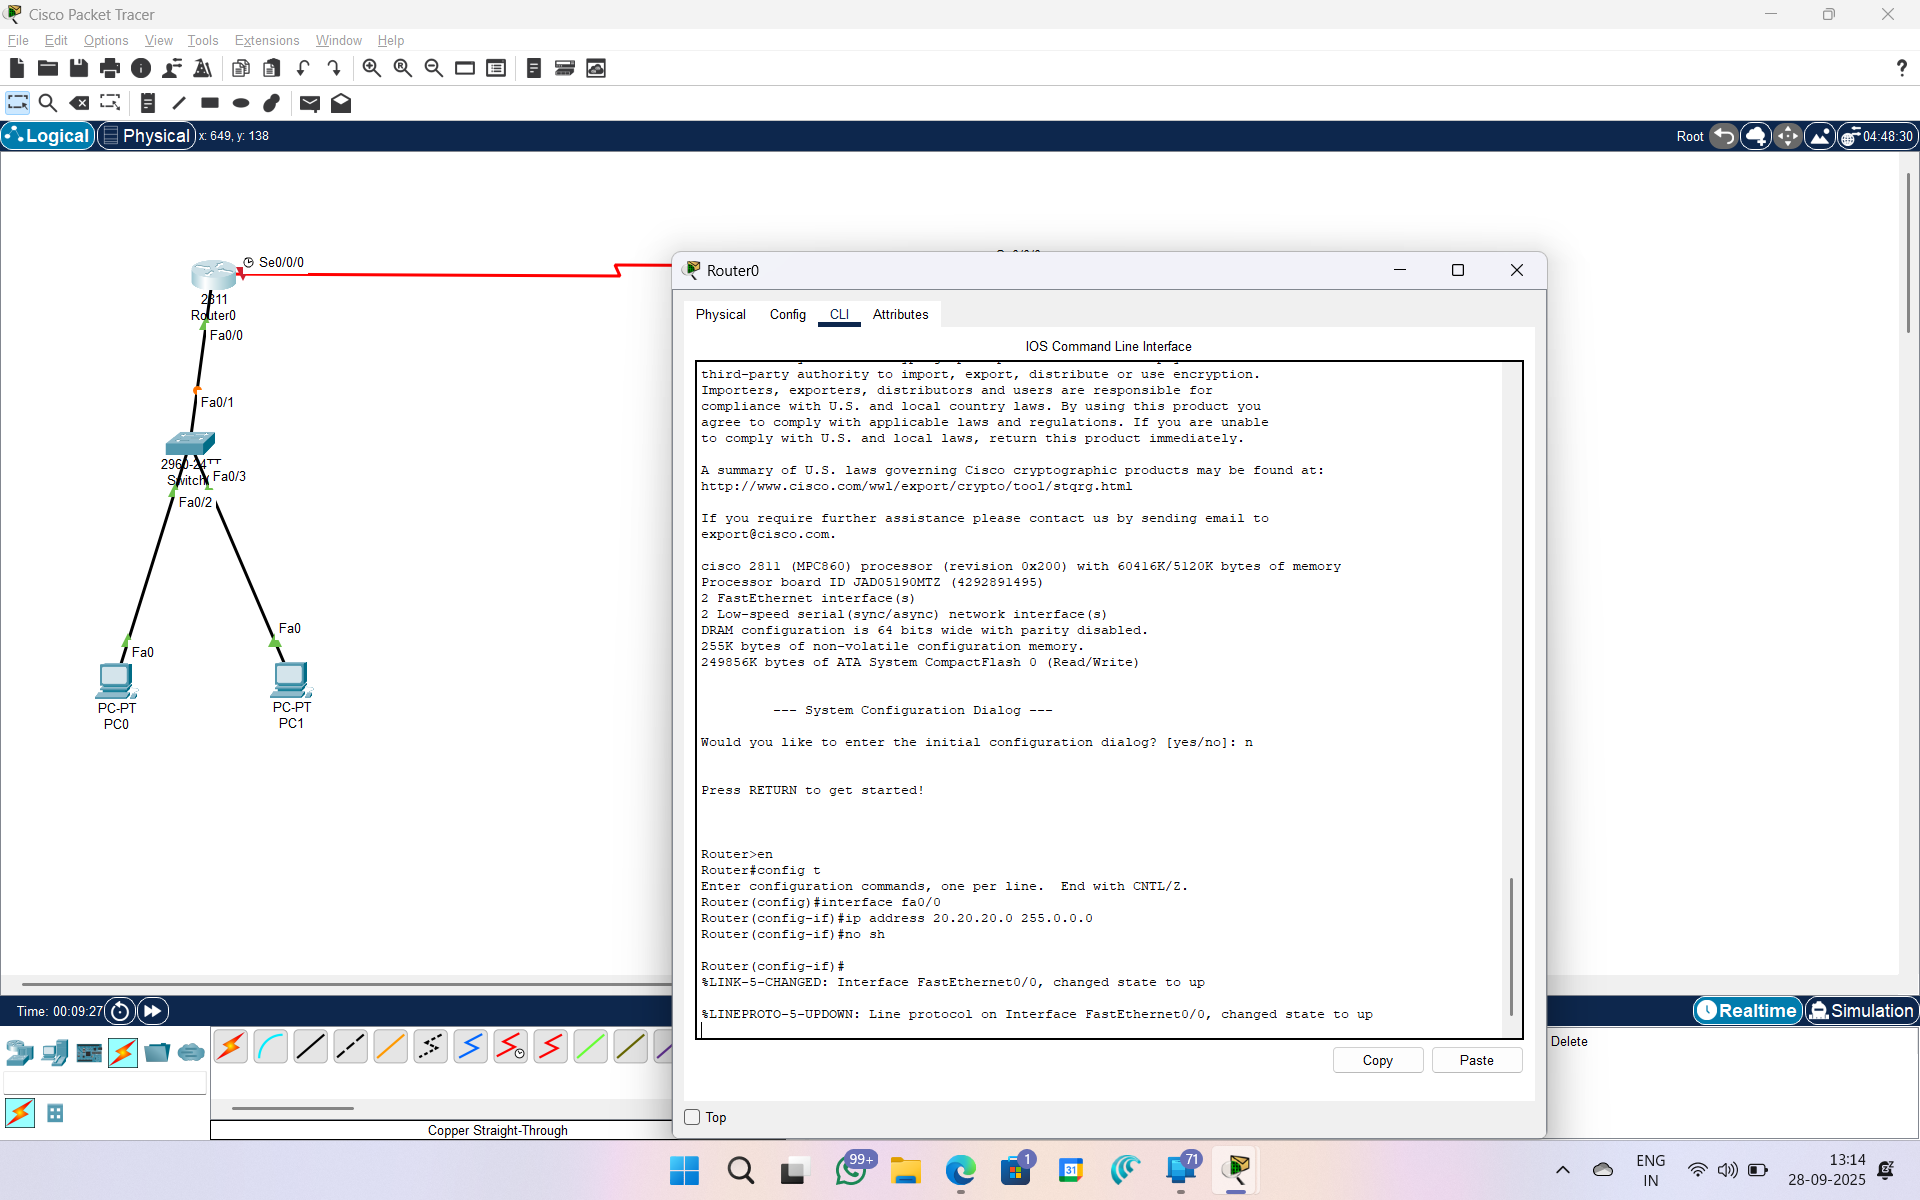 Cisco Packet Tracer
File Edit Options View Tools Extensions Window Help
?
Logical Physical x: 649, y: 138
Root 04:48:30
Se0/0/0
2811
Router0
Fa0/0
Fa0/1
Fa0/3
Fa0/2
Fa0
Fa0
PC-PT
PC0
PC-PT
PC1
Router0
Physical Config CLI Attributes
IOS Command Line Interface
third-party authority to import, export, distribute or use encryption.
Importers, exporters, distributors and users are responsible for
compliance with U.S. and local country laws. By using this product you
agree to comply with applicable laws and regulations. If you are unable
to comply with U.S. and local laws, return this product immediately.
A summary of U.S. laws governing Cisco cryptographic products may be found at:
http://www.cisco.com/wwl/export/crypto/tool/stqrg.html
If you require further assistance please contact us by sending email to
export@cisco.com.
cisco 2811 (MPC860) processor (revision 0x200) with 60416K/5120K bytes of memory
Processor board ID JAD05190MTZ (4292891495)
2 FastEthernet interface(s)
2 Low-speed serial(sync/async) network interface(s)
DRAM configuration is 64 bits wide with parity disabled.
255K bytes of non-volatile configuration memory.
249856K bytes of ATA System CompactFlash 0 (Read/Write)
--- System Configuration Dialog ---
Would you like to enter the initial configuration dialog? [yes/no]: n
Press RETURN to get started!
Router>en
Router#config t
Enter configuration commands, one per line.  End with CNTL/Z.
Router(config)#interface fa0/0
Router(config-if)#ip address 20.20.20.0 255.0.0.0
Router(config-if)#no sh
Router(config-if)#
%LINK-5-CHANGED: Interface FastEthernet0/0, changed state to up
%LINEPROTO-5-UPDOWN: Line protocol on Interface FastEthernet0/0, changed state to up
Copy Paste
Top
Time: 00:09:27
Realtime Simulation
Delete
Copper Straight-Through
99+
1
31
71
ENG
IN
13:14
28-09-2025